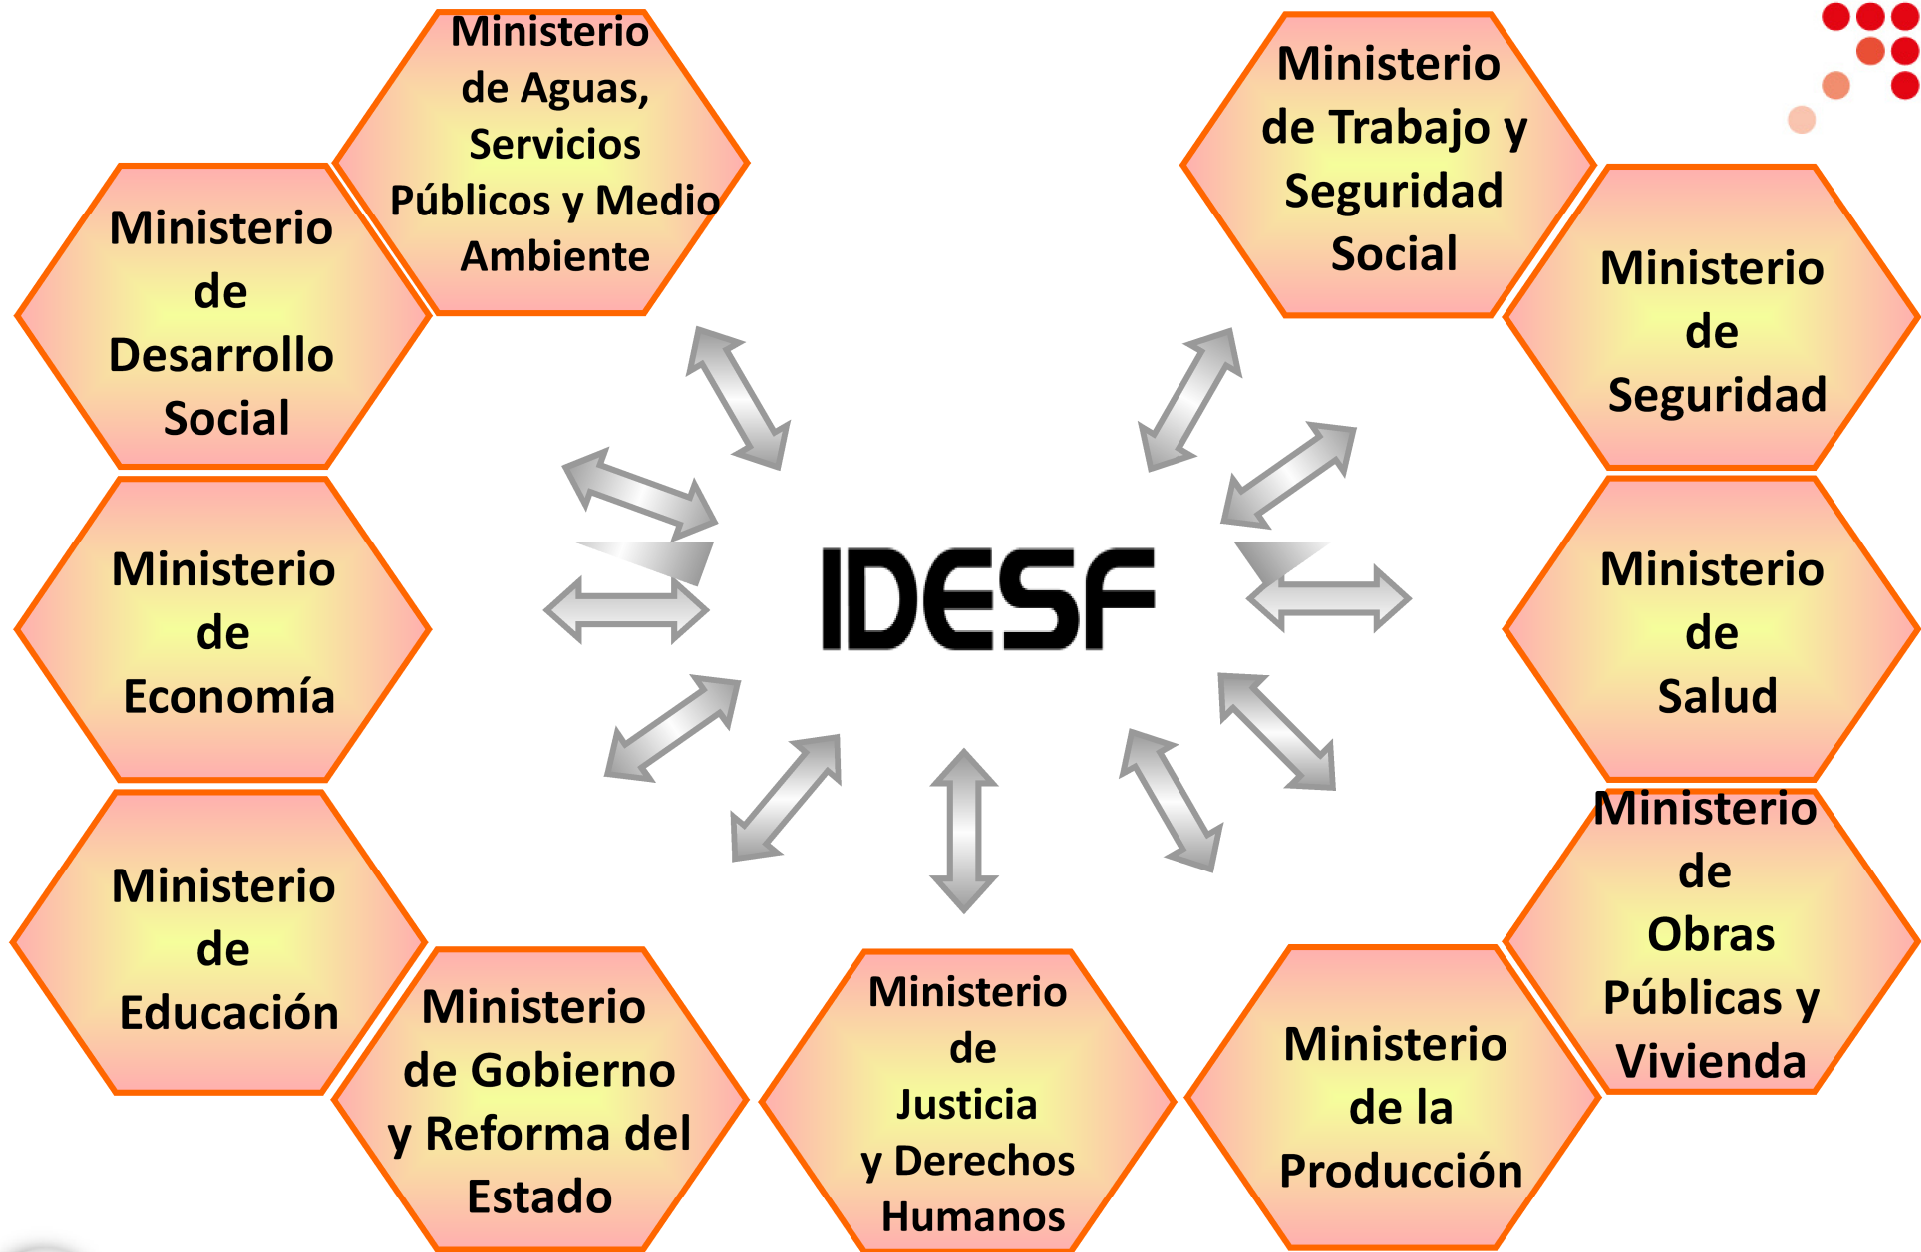 Ministerio
de Aguas,
Servicios
Públicos y Medio
Ambiente
Ministerio
de Trabajo y
Seguridad
Social
Ministerio
de
Desarrollo
Social
Ministerio
de
Seguridad
Ministerio
de
Economía
IDESF
Ministerio
de
Salud
Ministerio
de
Educación
Ministerio
de
Obras
Públicas y
Vivienda
Ministerio
de Gobierno
y Reforma del
Estado
Ministerio
de
Justicia
y Derechos
Humanos
Ministerio
de la
Producción